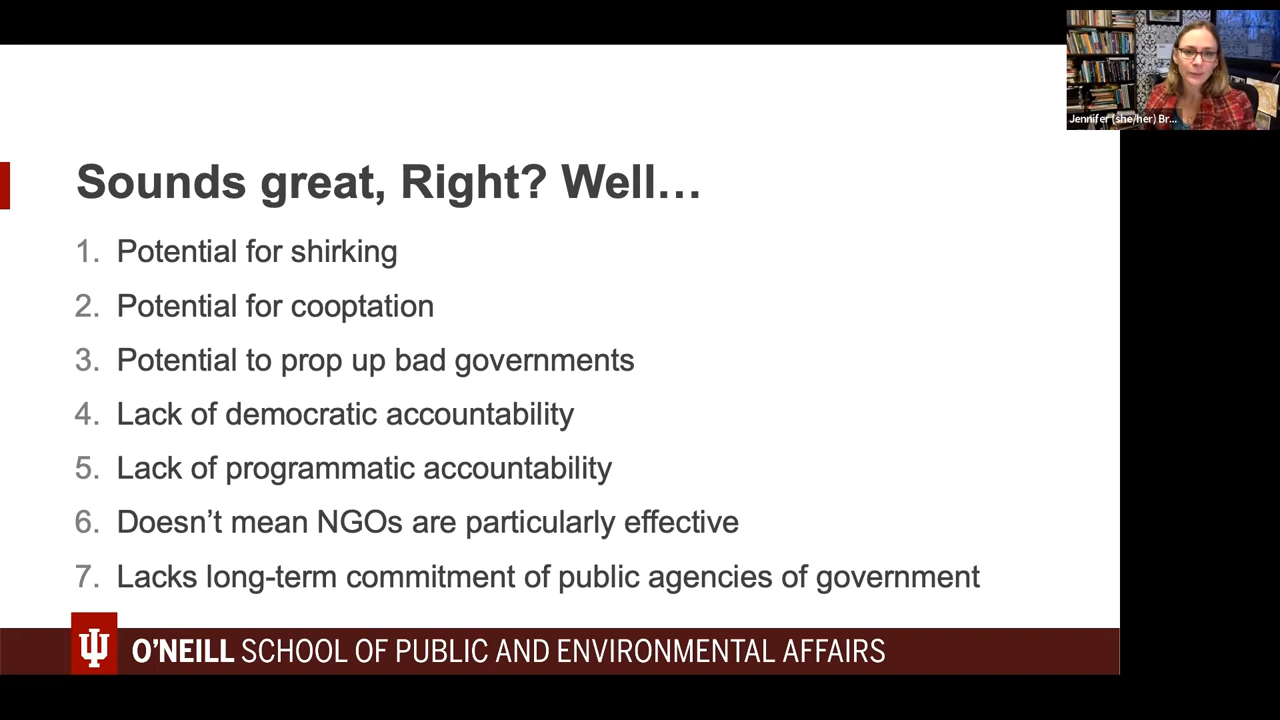 Jennifer (she/her) Br...
Sounds great, Right? Well…
1. Potential for shirking
2. Potential for cooptation
3. Potential to prop up bad governments
4. Lack of democratic accountability
5. Lack of programmatic accountability
6. Doesn’t mean NGOs are particularly effective
7. Lacks long-term commitment of public agencies of government
O’NEILL SCHOOL OF PUBLIC AND ENVIRONMENTAL AFFAIRS